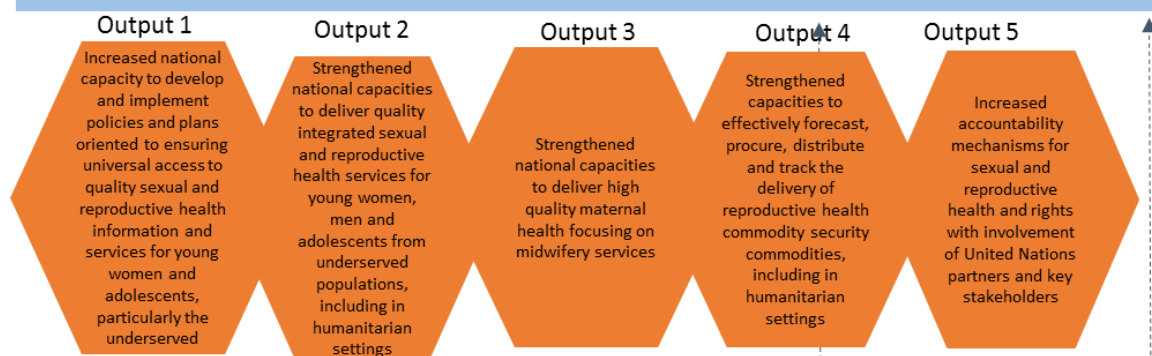 Output 1
Increased national
capacity to develop
and implement
policies and plans
oriented to ensuring
universal access to
quality sexual and
reproductive health
information and
services for young
women and
adolescents,
particularly the
underserved
Output 2
Strengthened
national capacities
to deliver quality
integrated sexual
and reproductive
health services for
young women,
men and
adolescents from
underserved
populations,
including in
humanitarian
settings
Output 3
Strengthened
national capacities
to deliver high
quality maternal
health focusing on
midwifery services
Output 4
Strengthened
capacities to
effectively forecast,
procure, distribute
and track the
delivery of
reproductive health
commodity security
commodities,
including in
humanitarian
settings
Output 5
Increased
accountability
mechanisms for
sexual and
reproductive
health and rights
with involvement
of United Nations
partners and key
stakeholders